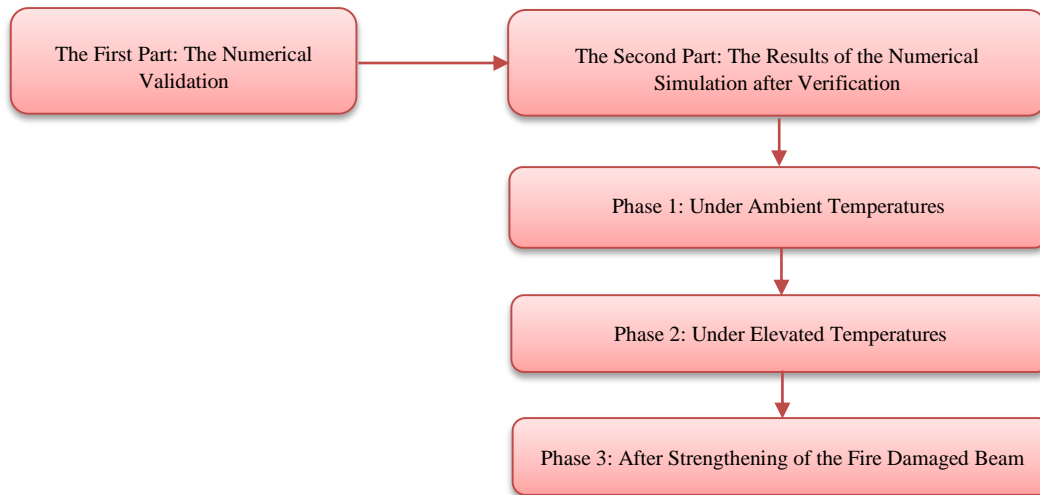 The First Part: The Numerical
Validation
The Second Part: The Results of the Numerical
Simulation after Verification
Phase 1: Under Ambient Temperatures
Phase 2: Under Elevated Temperatures
Phase 3: After Strengthening of the Fire Damaged Beam